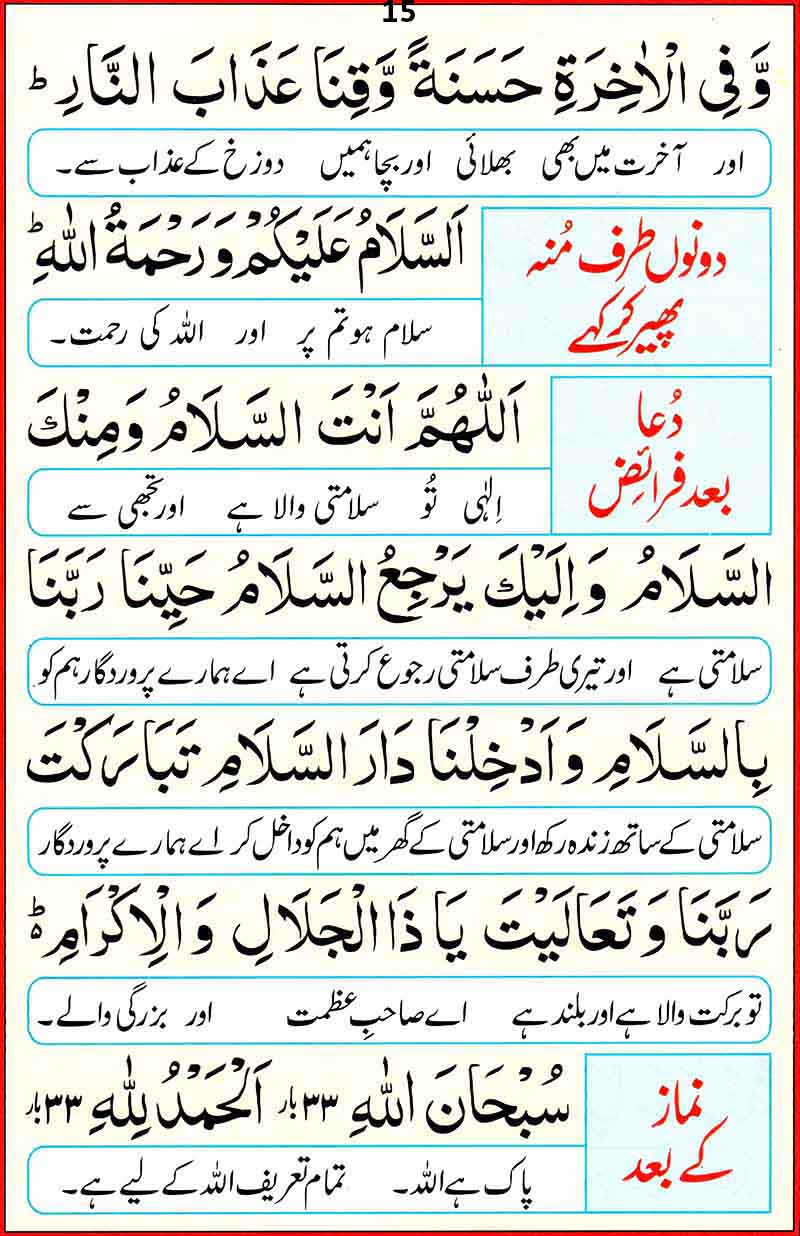 15
وَّ فِی الْاٰخِرَةِ حَسَنَةً وَّقِنَا عَذَابَ النَّارِ ط
اور آخرت میں بھی بھلائی اور بچا ہمیں دوزخ کے عذاب سے۔
دونوں طرف مُنہ
پھیر کر کہے
اَلسَّلَامُ عَلَیْکُمْ وَ رَحْمَةُ اللّٰہِ ط
سلام ہو تم پر اور اللہ کی رحمت۔
دُعا
بعد فرائض
اَللّٰھُمَّ اَنْتَ السَّلَامُ وَمِنْكَ
اِلٰہی تُو سلامتی والا ہے اور تجھی سے
السَّلَامُ وَ اِلَیْكَ یَرْجِعُ السَّلَامُ حَیِّنَا رَبَّنَا
سلامتی ہے اور تیری طرف سلامتی رجوع کرتی ہے اے ہمارے پروردگار ہم کو
بِالسَّلَامِ وَ اَدْخِلْنَا دَارَ السَّلَامِ تَبَارَکْتَ
سلامتی کے ساتھ زندہ رکھ اور سلامتی کے گھر میں ہم کو داخل کر اے ہمارے پروردگار
رَبَّنَا وَ تَعَالَیْتَ یَا ذَا الْجَلَالِ وَ الْاِکْرَامِ ط
تو برکت والا ہے اور بلند ہے اے صاحبِ عظمت اور بزرگی والے۔
نماز
کے بعد
سُبْحَانَ اللّٰہِ ۳۳ بار اَلْحَمْدُ لِلّٰہِ ۳۳ بار
پاک ہے اللہ۔ تمام تعریف اللہ کے لیے ہے۔